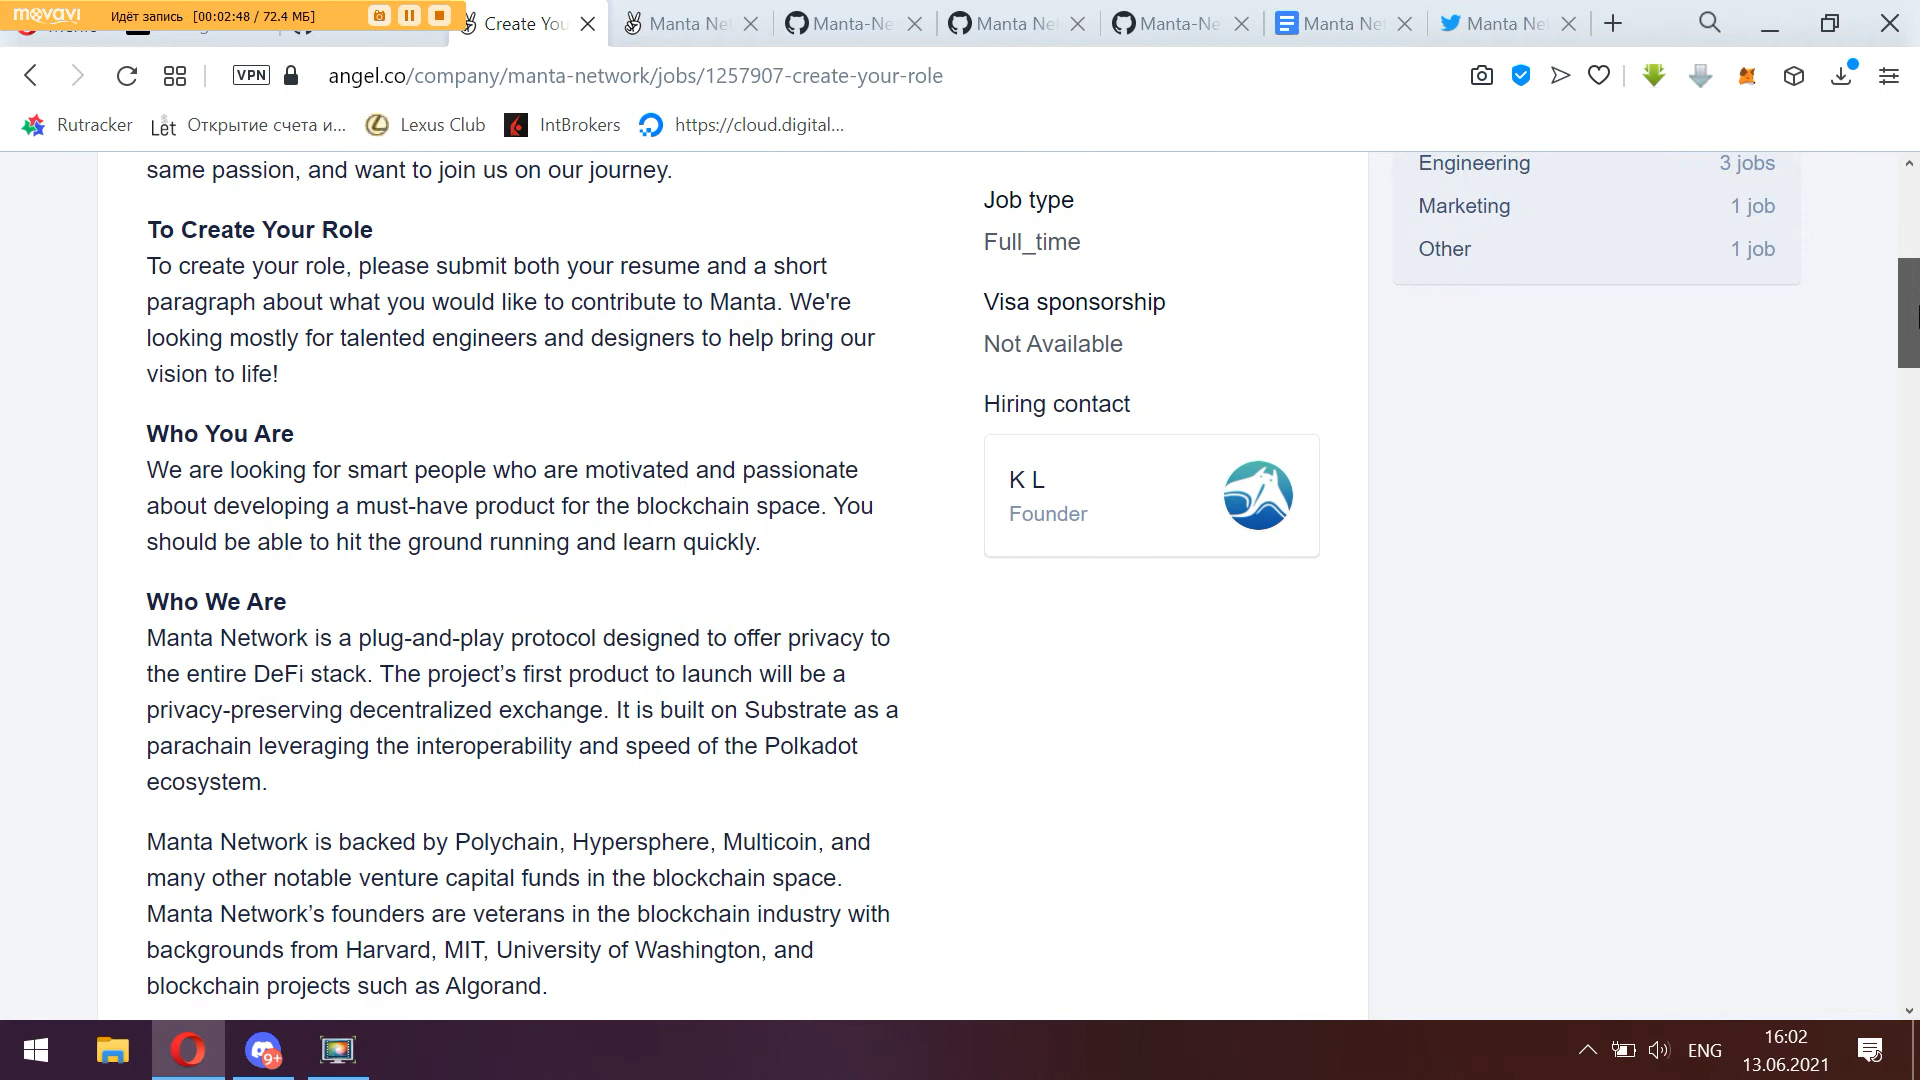 movavi
Идёт запись [00:02:48 / 72.4 МБ]
Create You
Manta Ne
Manta-Ne
Manta Ne
Manta-Ne
Manta Ne
Manta Ne
VPN
angel.co/company/manta-network/jobs/1257907-create-your-role
Rutracker
Lët
Открытие счета и...
Lexus Club
IntBrokers
https://cloud.digital...
same passion, and want to join us on our journey.
To Create Your Role
To create your role, please submit both your resume and a short
paragraph about what you would like to contribute to Manta. We're
looking mostly for talented engineers and designers to help bring our
vision to life!
Who You Are
We are looking for smart people who are motivated and passionate
about developing a must-have product for the blockchain space. You
should be able to hit the ground running and learn quickly.
Who We Are
Manta Network is a plug-and-play protocol designed to offer privacy to
the entire DeFi stack. The project’s first product to launch will be a
privacy-preserving decentralized exchange. It is built on Substrate as a
parachain leveraging the interoperability and speed of the Polkadot
ecosystem.
Manta Network is backed by Polychain, Hypersphere, Multicoin, and
many other notable venture capital funds in the blockchain space.
Manta Network’s founders are veterans in the blockchain industry with
backgrounds from Harvard, MIT, University of Washington, and
blockchain projects such as Algorand.
Job type
Full_time
Visa sponsorship
Not Available
Hiring contact
K L
Founder
Engineering 3 jobs
Marketing 1 job
Other 1 job
9+
ENG
16:02
13.06.2021